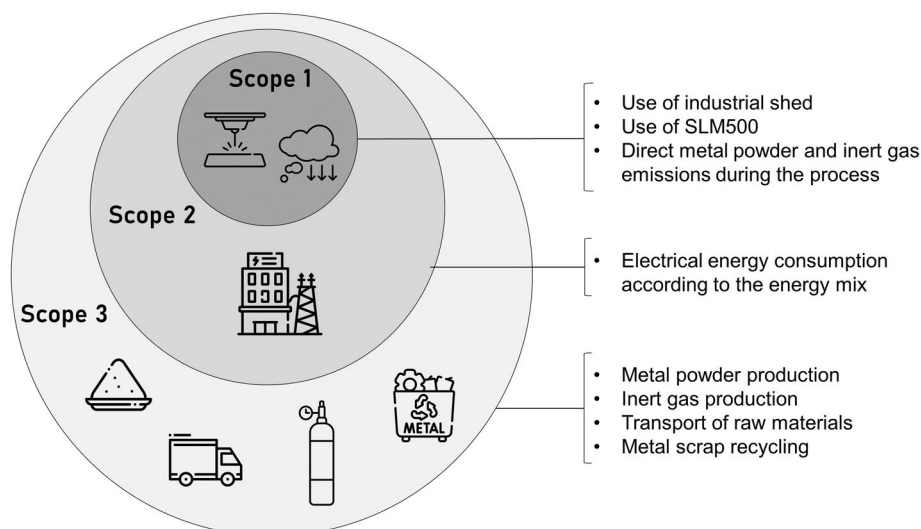 Scope 1
Scope 2
Scope 3
METAL
• Use of industrial shed
• Use of SLM500
• Direct metal powder and inert gas
emissions during the process
• Electrical energy consumption
according to the energy mix
• Metal powder production
• Inert gas production
• Transport of raw materials
• Metal scrap recycling